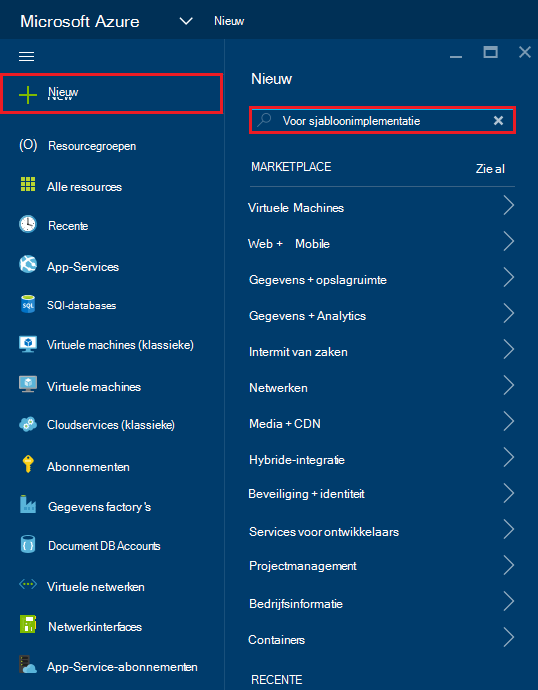 Microsoft Azure
Nieuw
Nieuw
Resourcegroepen
Alle resources
Recente
App-Services
SQl-databases
Virtuele machines (klassieke)
Virtuele machines
Cloudservices (klassieke)
Abonnementen
Gegevens factory's
Document DB Accounts
Virtuele netwerken
Netwerkinterfaces
App-Service-abonnementen
Nieuw
Voor sjabloonimplementatie
MARKETPLACE
Zie al
Virtuele Machines
Web + Mobile
Gegevens + opslagruimte
Gegevens + Analytics
Intermit van zaken
Netwerken
Media + CDN
Hybride-integratie
Beveiliging + identiteit
Services voor ontwikkelaars
Projectmanagement
Bedrijfsinformatie
Containers
RECENTE